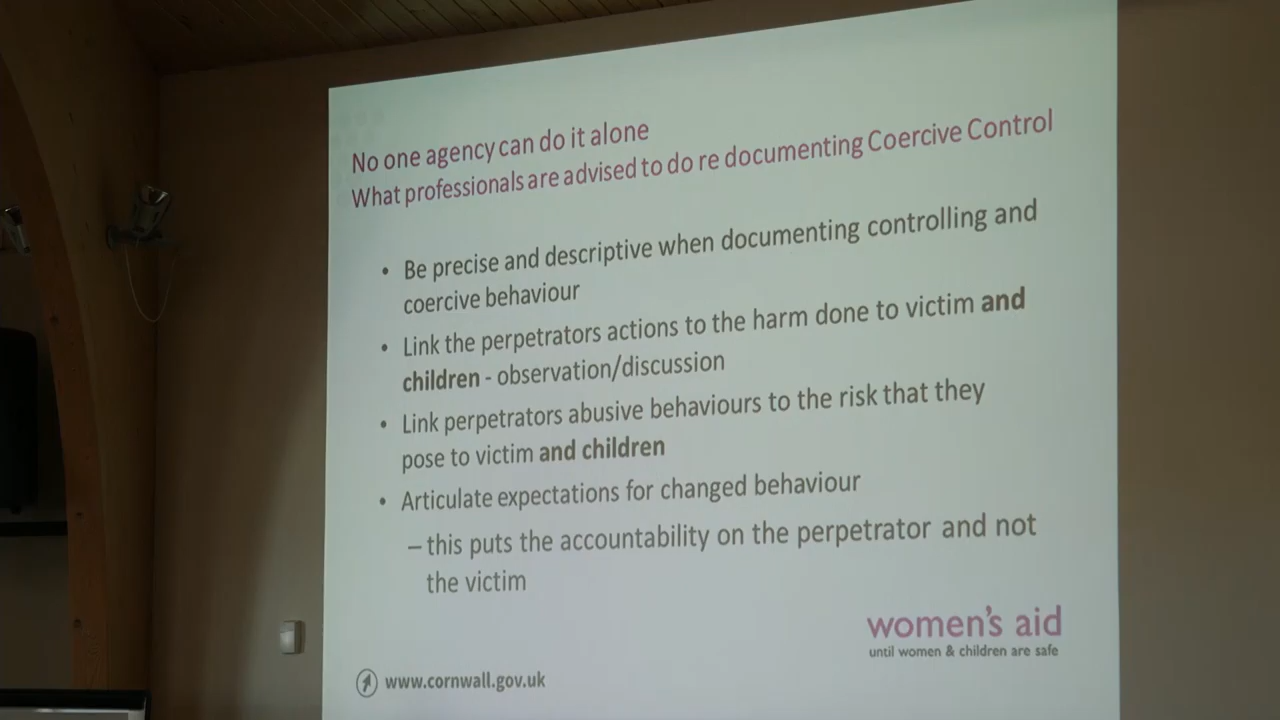 No one agency can do it alone
What professionals are advised to do re documenting Coercive Control
• Be precise and descriptive when documenting controlling and
coercive behaviour
• Link the perpetrators actions to the harm done to victim and
children - observation/discussion
• Link perpetrators abusive behaviours to the risk that they
pose to victim and children
• Articulate expectations for changed behaviour
– this puts the accountability on the perpetrator and not
the victim
women's aid
until women & children are safe
www.cornwall.gov.uk